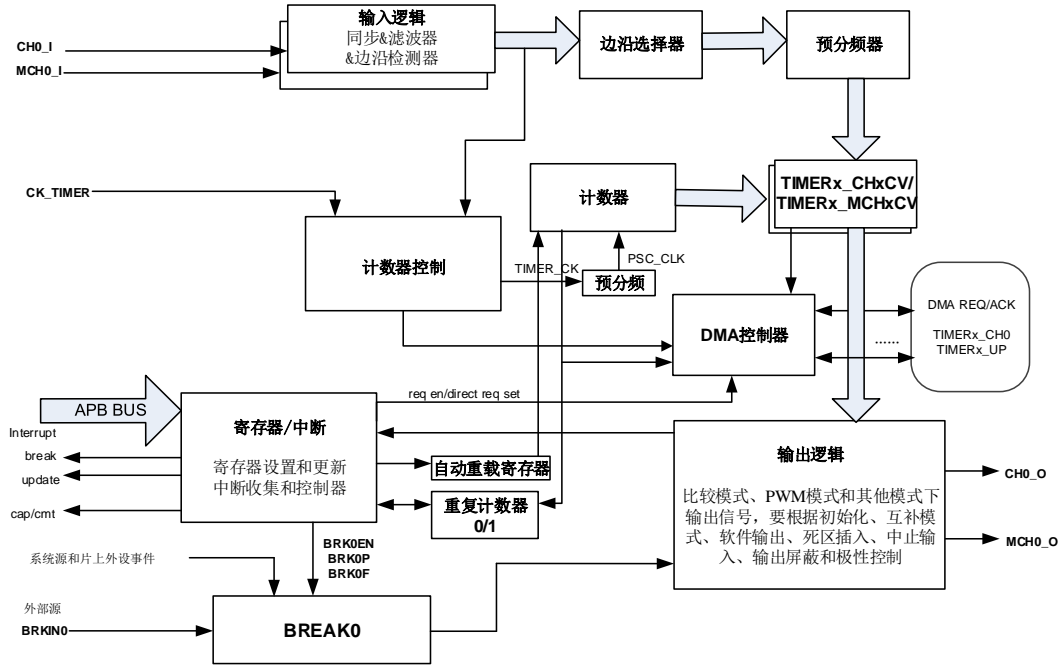 输入逻辑
同步&滤波器
&边沿检测器
CH0_I
MCH0_I
边沿选择器
预分频器
CK_TIMER
计数器
TIMERx_CHxCV/
TIMERx_MCHxCV
计数器控制
TIMER_CK
PSC_CLK
预分频
DMA控制器
DMA REQ/ACK
......
TIMERx_CH0
TIMERx_UP
APB BUS
req en/direct req set
寄存器/中断
寄存器设置和更新
中断收集和控制器
Interrupt
break
update
cap/cmt
自动重载寄存器
重复计数器
0/1
输出逻辑
比较模式、PWM模式和其他模式下
输出信号，要根据初始化、互补模
式、软件输出、死区插入、中止输
入、输出屏蔽和极性控制
CH0_O
MCH0_O
BRK0EN
BRK0P
BRK0F
系统源和片上外设事件
外部源
BRKIN0
BREAK0